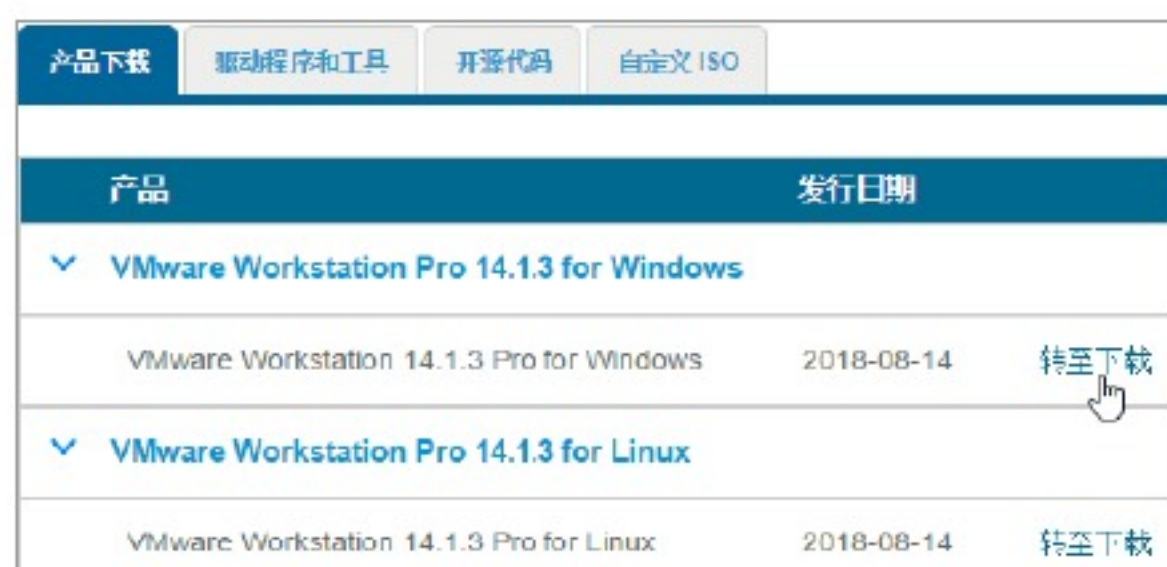 产品下载 驱动程序和工具 开源代码 自定义 ISO
产品 发行日期
VMware Workstation Pro 14.1.3 for Windows
VMware Workstation 14.1.3 Pro for Windows 2018-08-14 转至下载
VMware Workstation Pro 14.1.3 for Linux
VMware Workstation 14.1.3 Pro for Linux 2018-08-14 转至下载